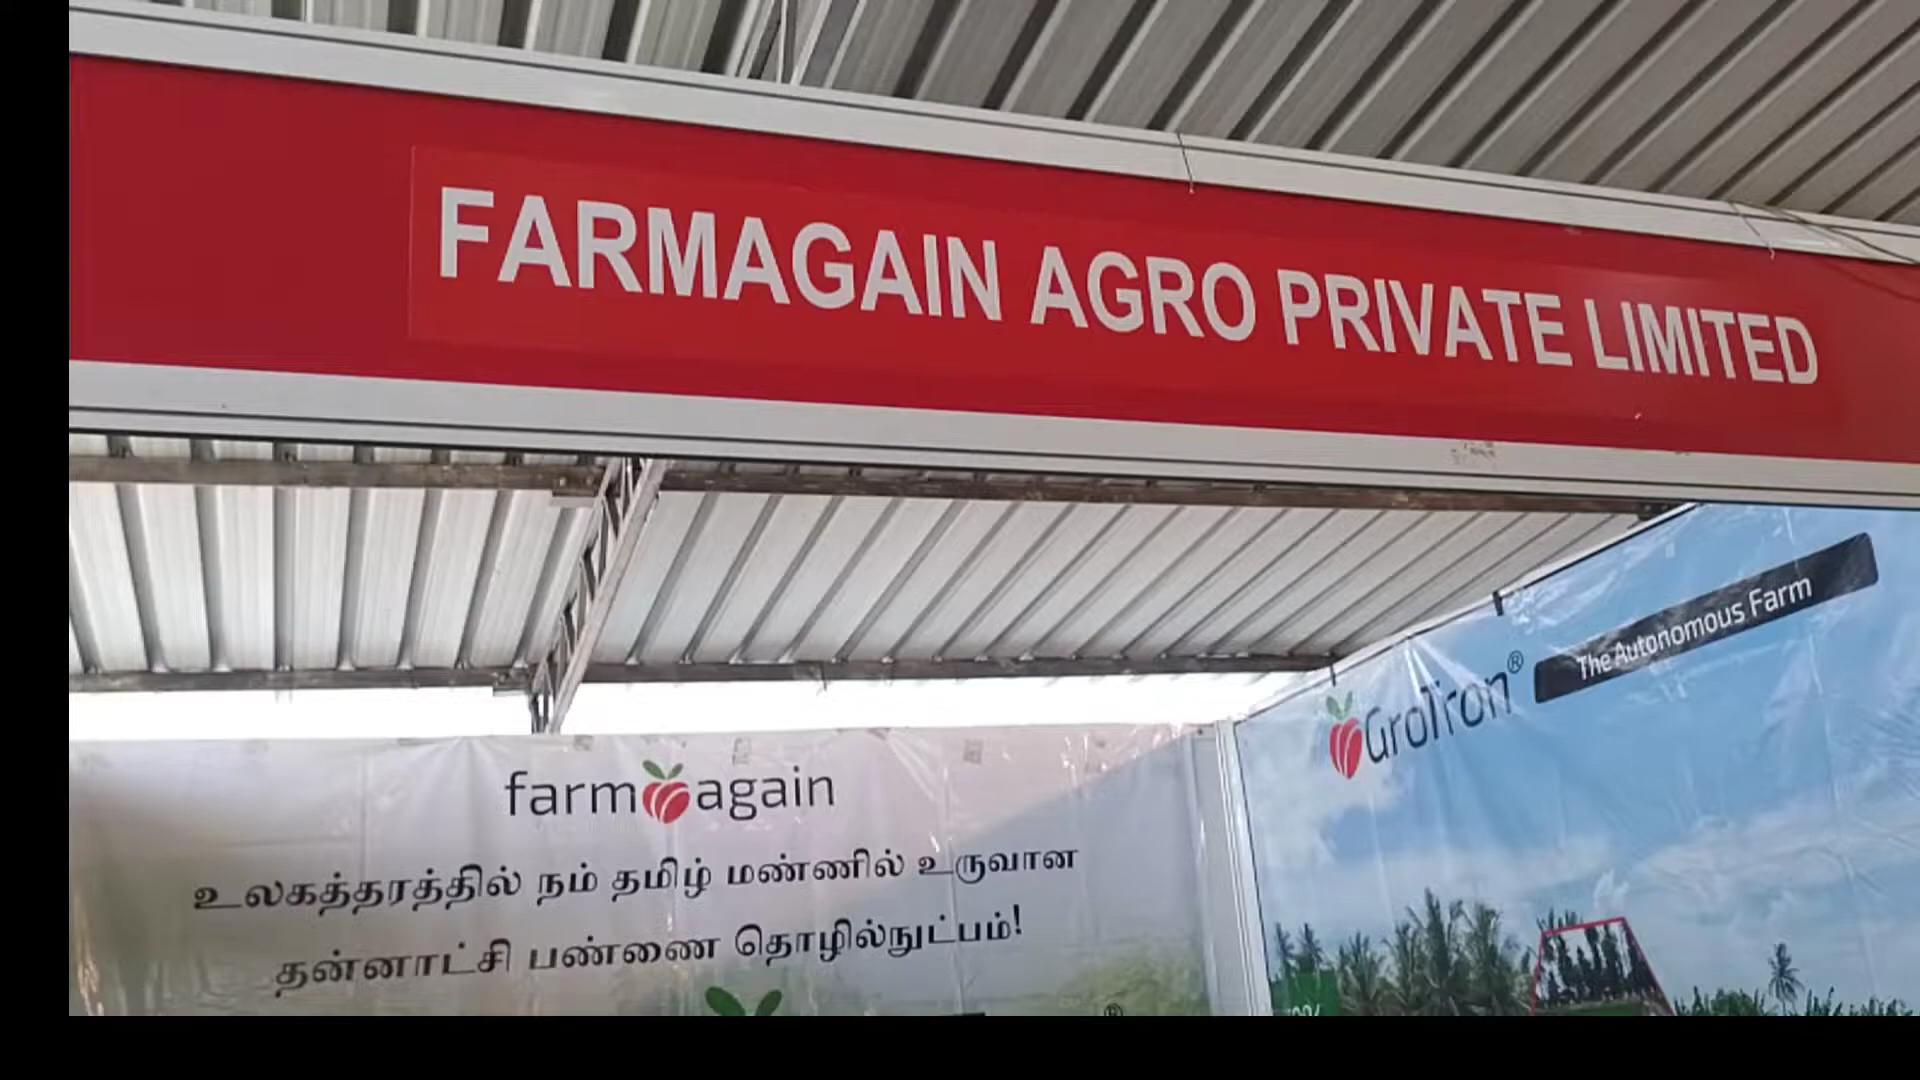 FARMAGAIN AGRO PRIVATE LIMITED
farmagain
உலகத்தரத்தில் நம் தமிழ் மண்ணில் உருவான
தன்னாட்சி பண்ணை தொழில்நுட்பம்!
GroTron®
The Autonomous Farm